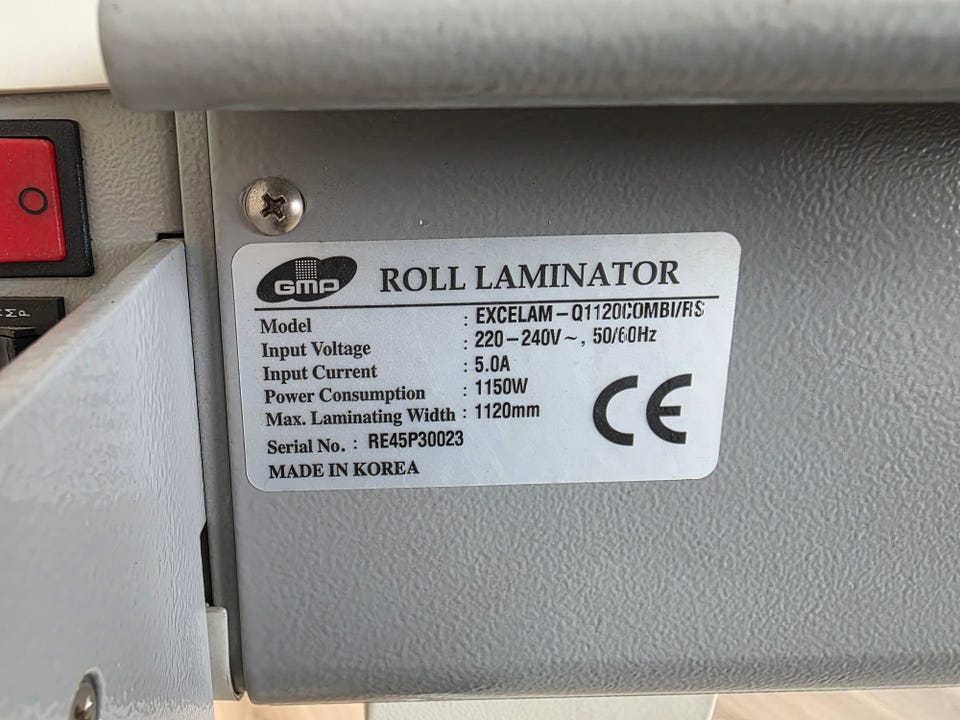 GMP ROLL LAMINATOR
Model : EXCELAM-Q1120COMBI/RS
Input Voltage : 220-240V~, 50/60Hz
Input Current : 5.0A
Power Consumption : 1150W
Max. Laminating Width : 1120mm
Serial No. : RE45P30023
MADE IN KOREA
CE